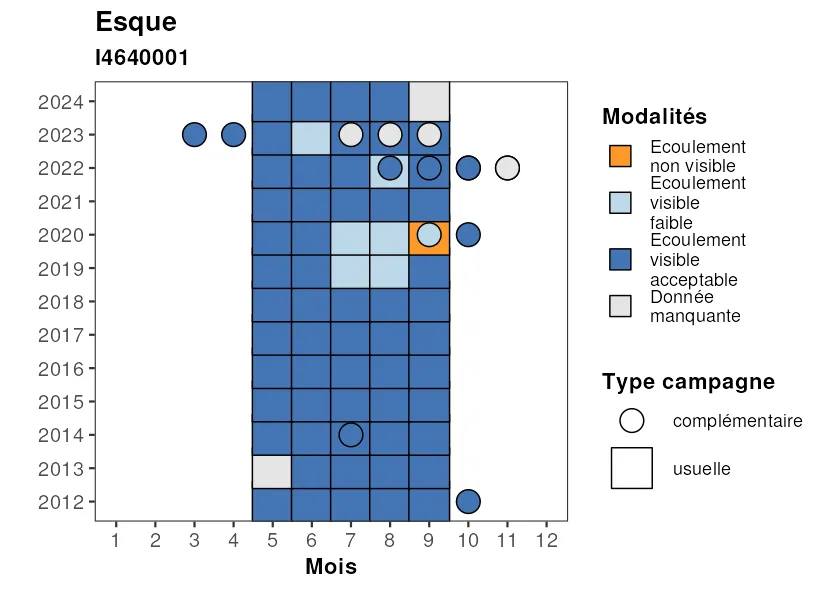 Esque
I4640001
2024
2023
2022
2021
2020
2019
2018
2017
2016
2015
2014
2013
2012
1 2 3 4 5 6 7 8 9 10 11 12
Mois
Modalités
Ecoulement
non visible
Ecoulement
visible
faible
Ecoulement
visible
acceptable
Donnée
manquante
Type campagne
complémentaire
usuelle